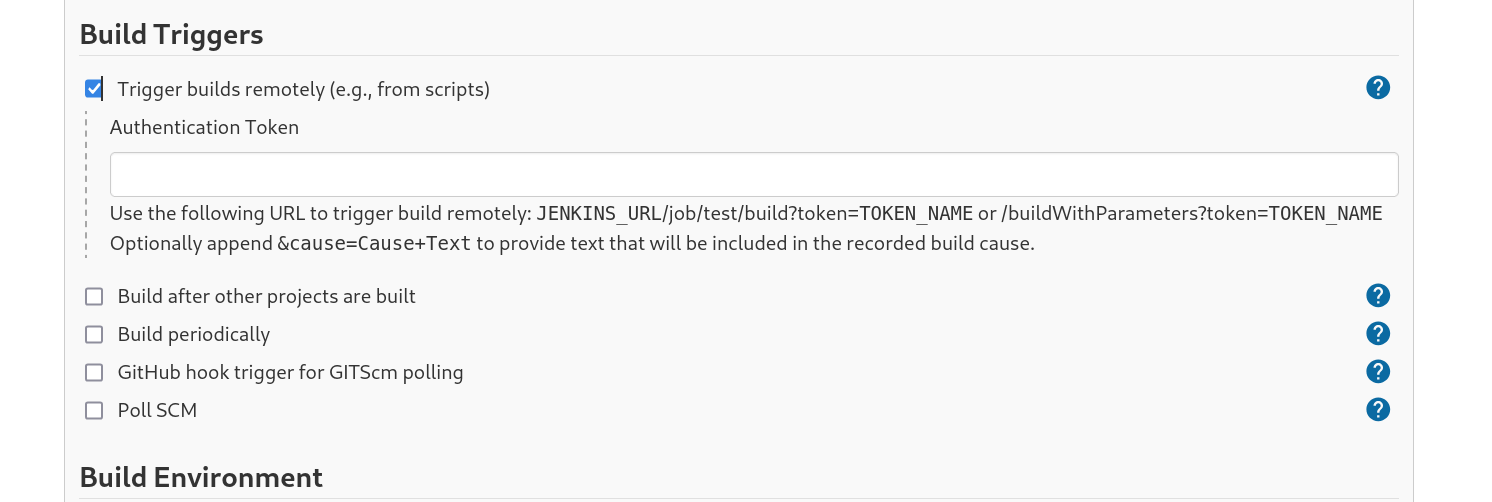 Build Triggers
Trigger builds remotely (e.g., from scripts)
Authentication Token
Use the following URL to trigger build remotely: JENKINS_URL/job/test/build?token=TOKEN_NAME or /buildWithParameters?token=TOKEN_NAME
Optionally append &cause=Cause+Text to provide text that will be included in the recorded build cause.
Build after other projects are built
Build periodically
GitHub hook trigger for GITScm polling
Poll SCM
Build Environment